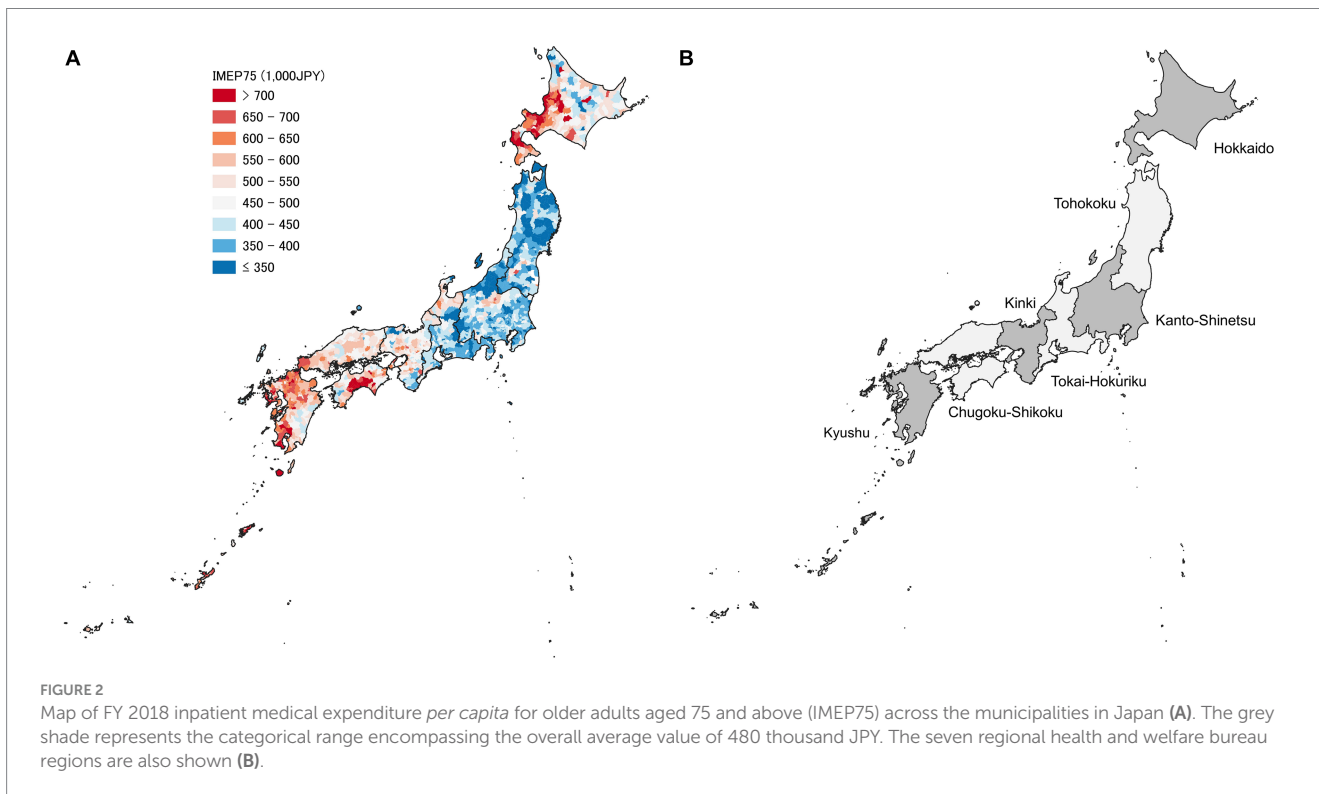 A
IMEP75 (1,000JPY)
> 700
650 – 700
600 – 650
550 – 600
500 – 550
450 – 500
400 – 450
350 – 400
≤ 350
B
Hokkaido
Tohokoku
Kinki
Kanto-Shinetsu
Tokai-Hokuriku
Chugoku-Shikoku
Kyushu
FIGURE 2
Map of FY 2018 inpatient medical expenditure per capita for older adults aged 75 and above (IMEP75) across the municipalities in Japan (A). The grey
shade represents the categorical range encompassing the overall average value of 480 thousand JPY. The seven regional health and welfare bureau
regions are also shown (B).